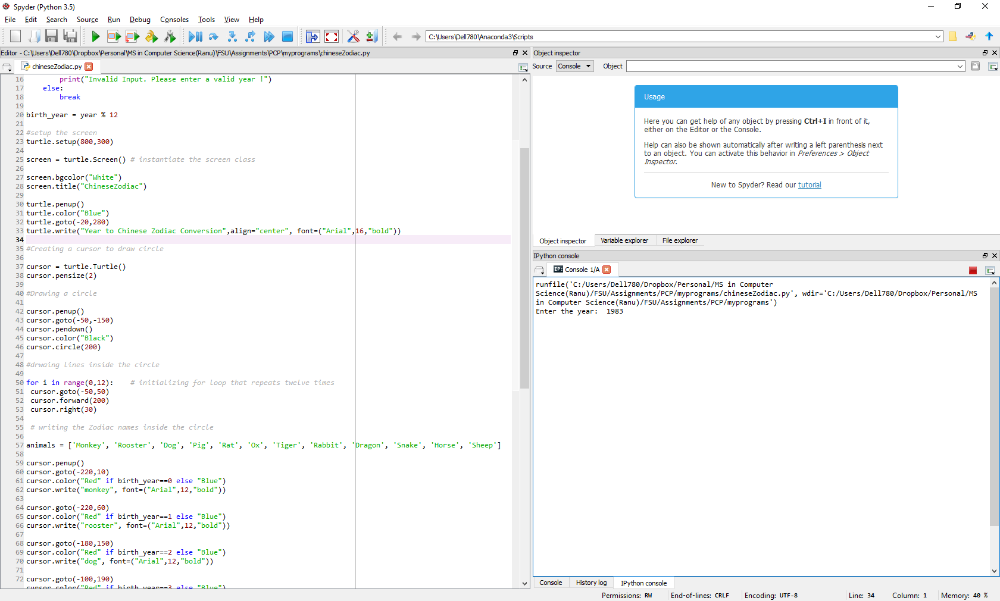 Spyder (Python 3.5)
File Edit Search Source Run Debug Consoles Tools View Help
C:\Users\Dell780\Anaconda3\Scripts
Editor - C:\Users\Dell780\Dropbox\Personal\MS in Computer Science(Ranu)\FSU\Assignments\PCP\myprograms\chineseZodiac.py
chineseZodiac.py
16 print("Invalid Input. Please enter a valid year !")
17 else:
18 break
19
20 birth_year = year % 12
21
22 #setup the screen
23 turtle.setup(800,300)
24
25 screen = turtle.Screen() # instantiate the screen class
26
27 screen.bgcolor("White")
28 screen.title("ChineseZodiac")
29
30 turtle.penup()
31 turtle.color("Blue")
32 turtle.goto(-20,280)
33 turtle.write("Year to Chinese Zodiac Conversion",align="center", font=("Arial",16,"bold"))
34
35 #Creating a cursor to draw circle
36
37 cursor = turtle.Turtle()
38 cursor.pensize(2)
39
40 #Drawing a circle
41
42 cursor.penup()
43 cursor.goto(-50,-150)
44 cursor.pendown()
45 cursor.color("Black")
46 cursor.circle(200)
47
48 #drwaing lines inside the circle
49
50 for i in range(0,12): # initializing for loop that repeats twelve times
51 cursor.goto(-50,50)
52 cursor.forward(200)
53 cursor.right(30)
54
55 # writing the Zodiac names inside the circle
56
57 animals = ['Monkey', 'Rooster', 'Dog', 'Pig', 'Rat', 'Ox', 'Tiger', 'Rabbit', 'Dragon', 'Snake', 'Horse', 'Sheep']
58
59 cursor.penup()
60 cursor.goto(-220,10)
61 cursor.color("Red" if birth_year==0 else "Blue")
62 cursor.write("monkey", font=("Arial",12,"bold"))
63
64 cursor.goto(-220,60)
65 cursor.color("Red" if birth_year==1 else "Blue")
66 cursor.write("rooster", font=("Arial",12,"bold"))
67
68 cursor.goto(-180,150)
69 cursor.color("Red" if birth_year==2 else "Blue")
70 cursor.write("dog", font=("Arial",12,"bold"))
71
72 cursor.goto(-100,190)
cursor.color("Red" if birth_year==3 else "Blue")
Object inspector
Source Console Object
Usage
Here you can get help of any object by pressing Ctrl+I in front of it,
either on the Editor or the Console.
Help can also be shown automatically after writing a left parenthesis next
to an object. You can activate this behavior in Preferences > Object
Inspector.
New to Spyder? Read our tutorial
Object inspector Variable explorer File explorer
IPython console
IP: Console 1/A
runfile('C:/Users/Dell780/Dropbox/Personal/MS in Computer
Science(Ranu)/FSU/Assignments/PCP/myprograms/chineseZodiac.py', wdir='C:/Users/Dell780/Dropbox/Personal/MS
in Computer Science(Ranu)/FSU/Assignments/PCP/myprograms')
Enter the year: 1983
Console History log IPython console
Permissions: RW End-of-lines: CRLF Encoding: UTF-8 Line: 34 Column: 1 Memory: 40 %